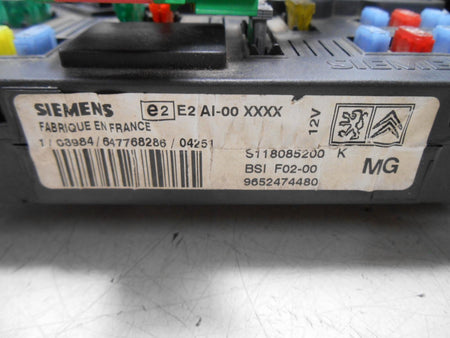 SIEMENS
SIEMENS e2 E2 AI-00 XXXX
FABRIQUE EN FRANCE
12V
1/ 03984/647768286/04251
S118085200 K
BSI F02-00 MG
9652474480